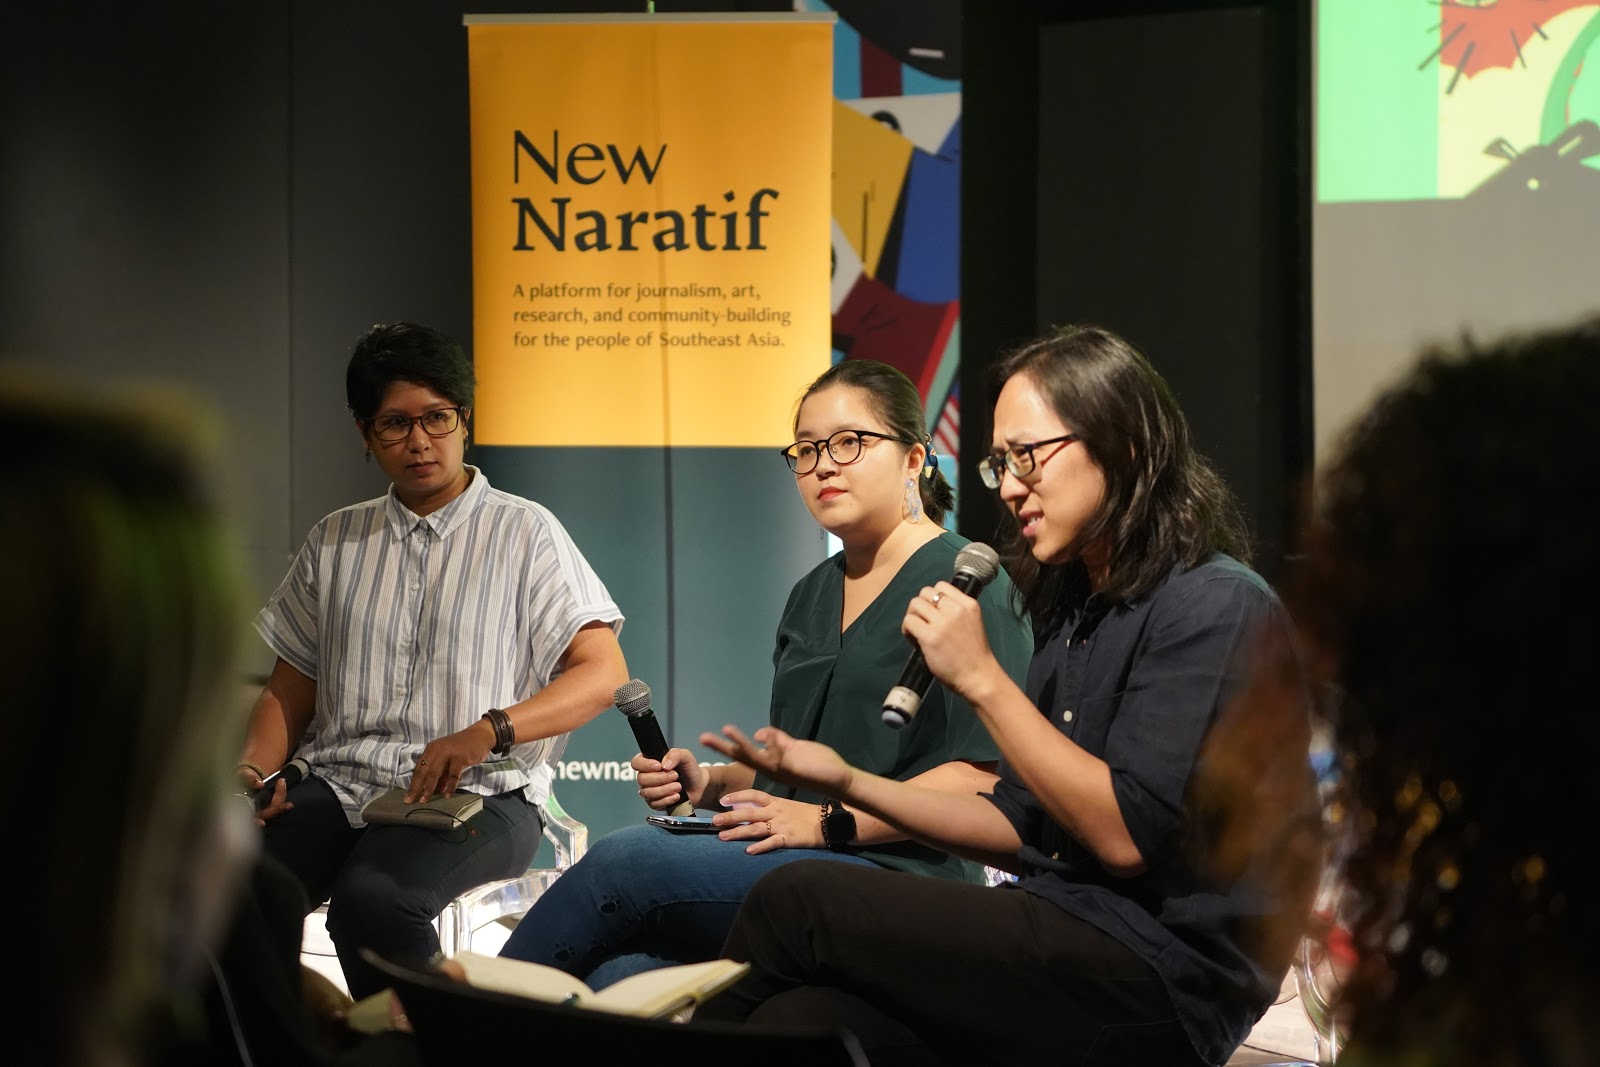 New
Naratif
A platform for journalism, art,
research, and community-building
for the people of Southeast Asia.